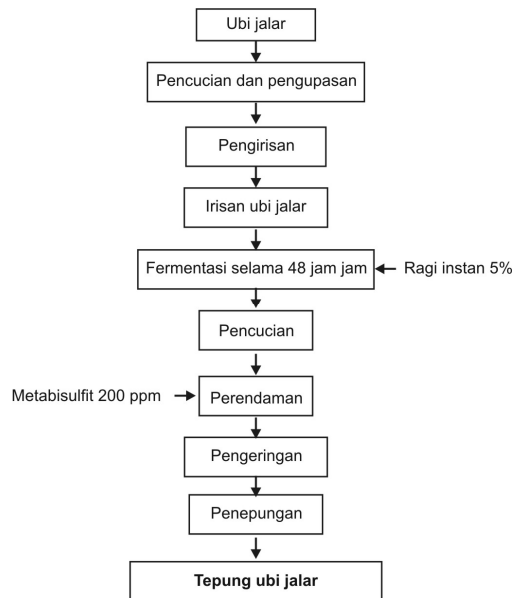 Ubi jalar
Pencucian dan pengupasan
Pengirisan
Irisan ubi jalar
Fermentasi selama 48 jam jam
Ragi instan 5%
Pencucian
Metabisulfit 200 ppm
Perendaman
Pengeringan
Penepungan
Tepung ubi jalar